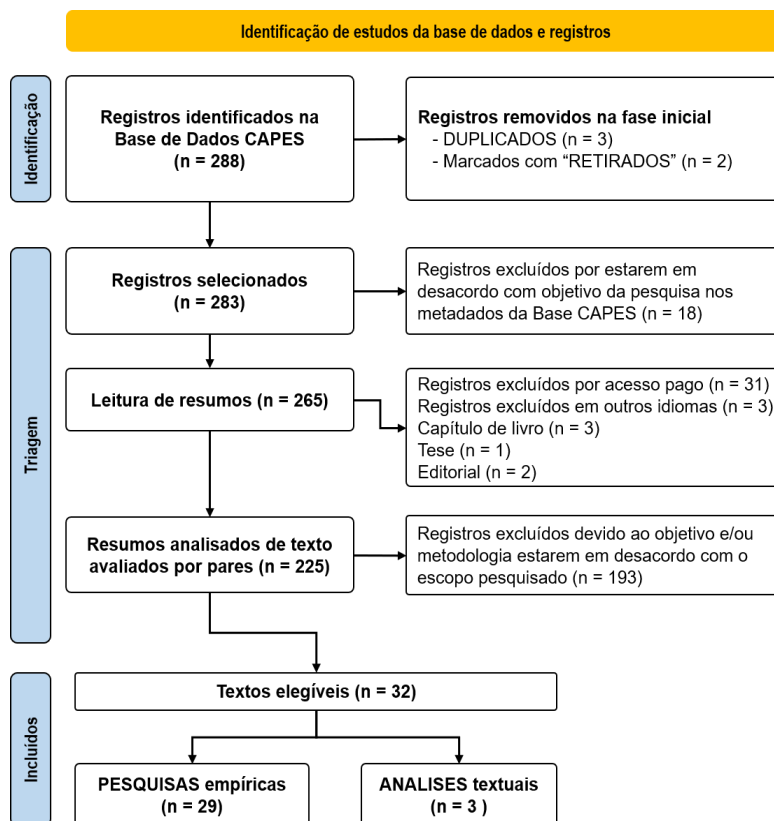 Identificação de estudos da base de dados e registros
Identificação
Registros identificados na
Base de Dados CAPES
(n = 288)
Registros removidos na fase inicial
- DUPLICADOS (n = 3)
- Marcados com “RETIRADOS” (n = 2)
Triagem
Registros selecionados
(n = 283)
Registros excluídos por estarem em
desacordo com objetivo da pesquisa nos
metadados da Base CAPES (n = 18)
Leitura de resumos (n = 265)
Registros excluídos por acesso pago (n = 31)
Registros excluídos em outros idiomas (n = 3)
Capítulo de livro (n = 3)
Tese (n = 1)
Editorial (n = 2)
Resumos analisados de texto
avaliados por pares (n = 225)
Registros excluídos devido ao objetivo e/ou
metodologia estarem em desacordo com o
escopo pesquisado (n = 193)
Incluídos
Textos elegíveis (n = 32)
PESQUISAS empíricas
(n = 29)
ANALISES textuais
(n = 3 )